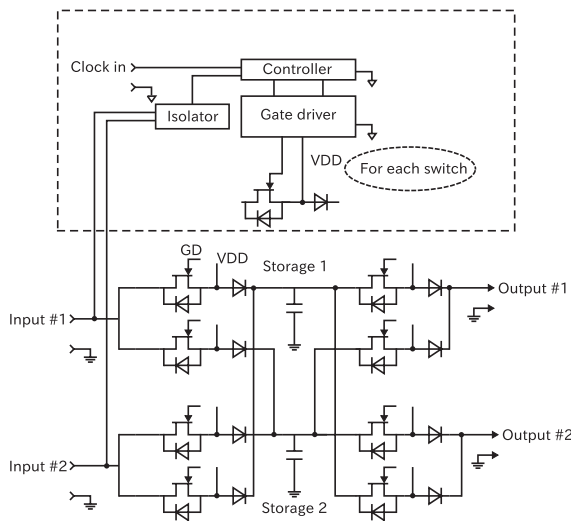 Clock in
Controller
Isolator
Gate driver
VDD
For each switch
GD
VDD
Storage 1
Output #1
Input #1
Output #2
Input #2
Storage 2